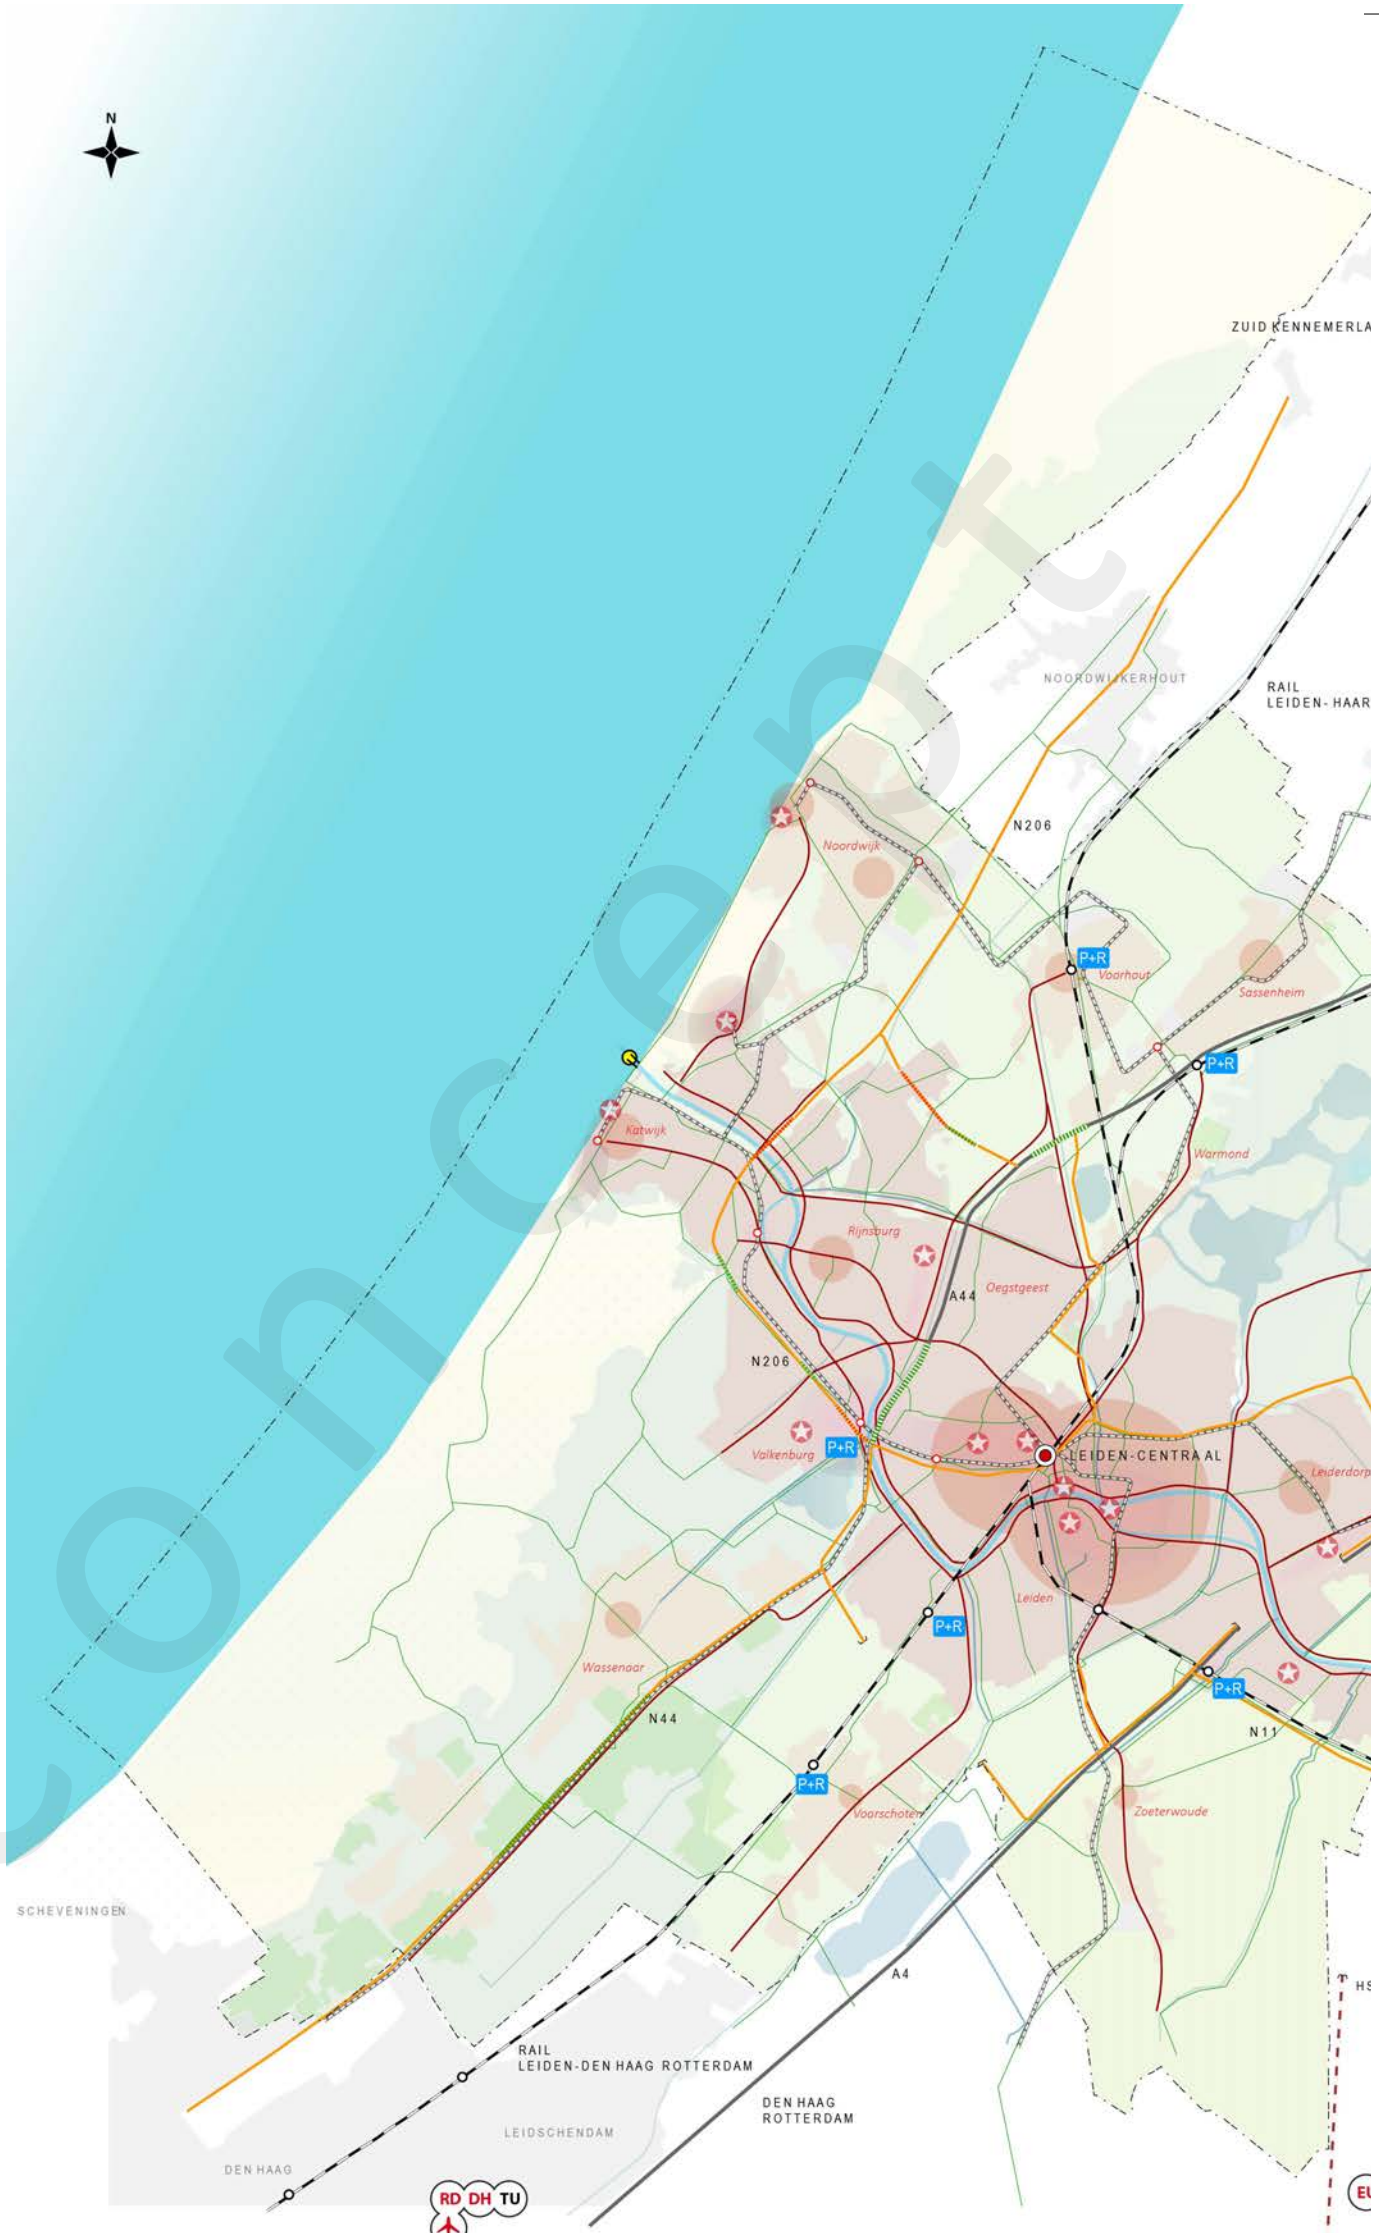 N
ZUID KENNEMERLA
NOORDWIJKERHOUT
RAIL
LEIDEN-HAAR
N206
Noordwijk
P+R
Voorhout
Sassenheim
P+R
Katwijk
Warmond
Rijnsburg
Oegstgeest
A44
N206
Valkenburg
P+R
LEIDEN-CENTRAAL
Leiderdorp
Leiden
P+R
Wassenaar
P+R
N44
N11
P+R
Voorschoten
Zoeterwoude
SCHEVENINGEN
A4
HS
RAIL
LEIDEN-DEN HAAG ROTTERDAM
DEN HAAG
ROTTERDAM
LEIDSCHENDAM
DEN HAAG
RD DH TU
EU
concept